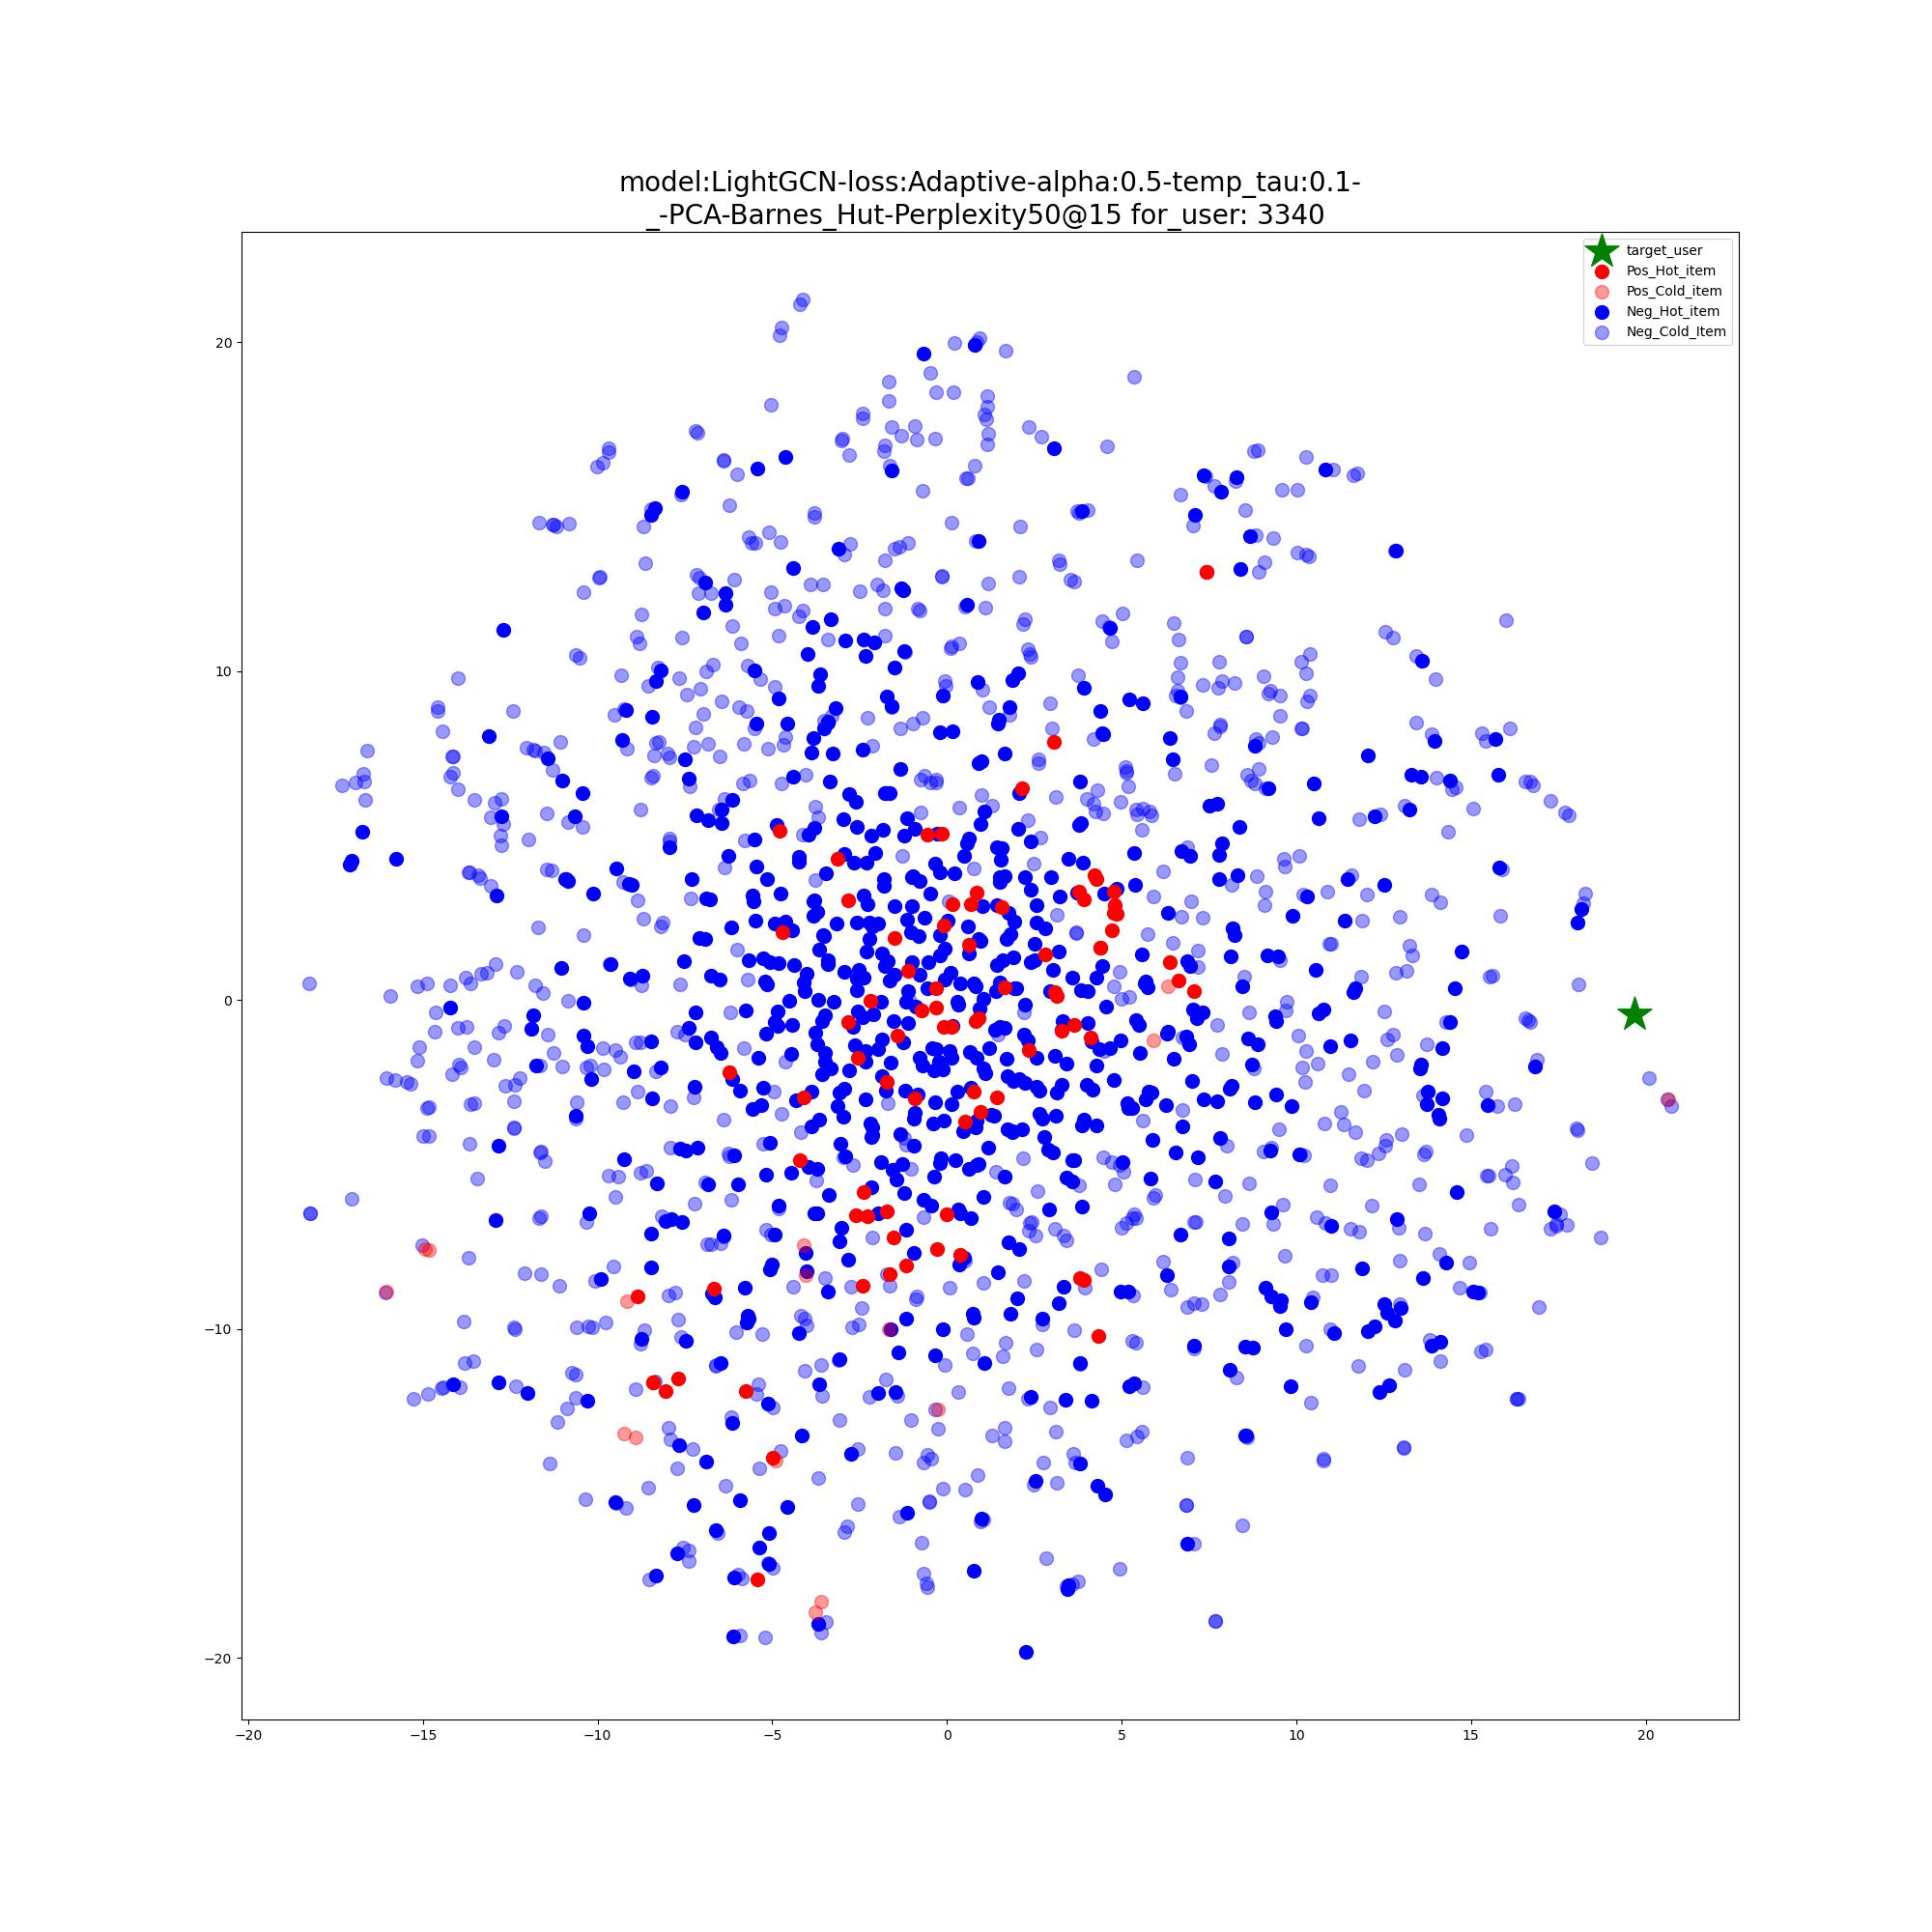 model:LightGCN-loss:Adaptive-alpha:0.5-temp_tau:0.1-
_-PCA-Barnes_Hut-Perplexity50@15 for_user: 3340
target_user
Pos_Hot_item
Pos_Cold_item
Neg_Hot_item
Neg_Cold_Item
20
10
0
−10
−20
−20
−15
−10
−5
0
5
10
15
20